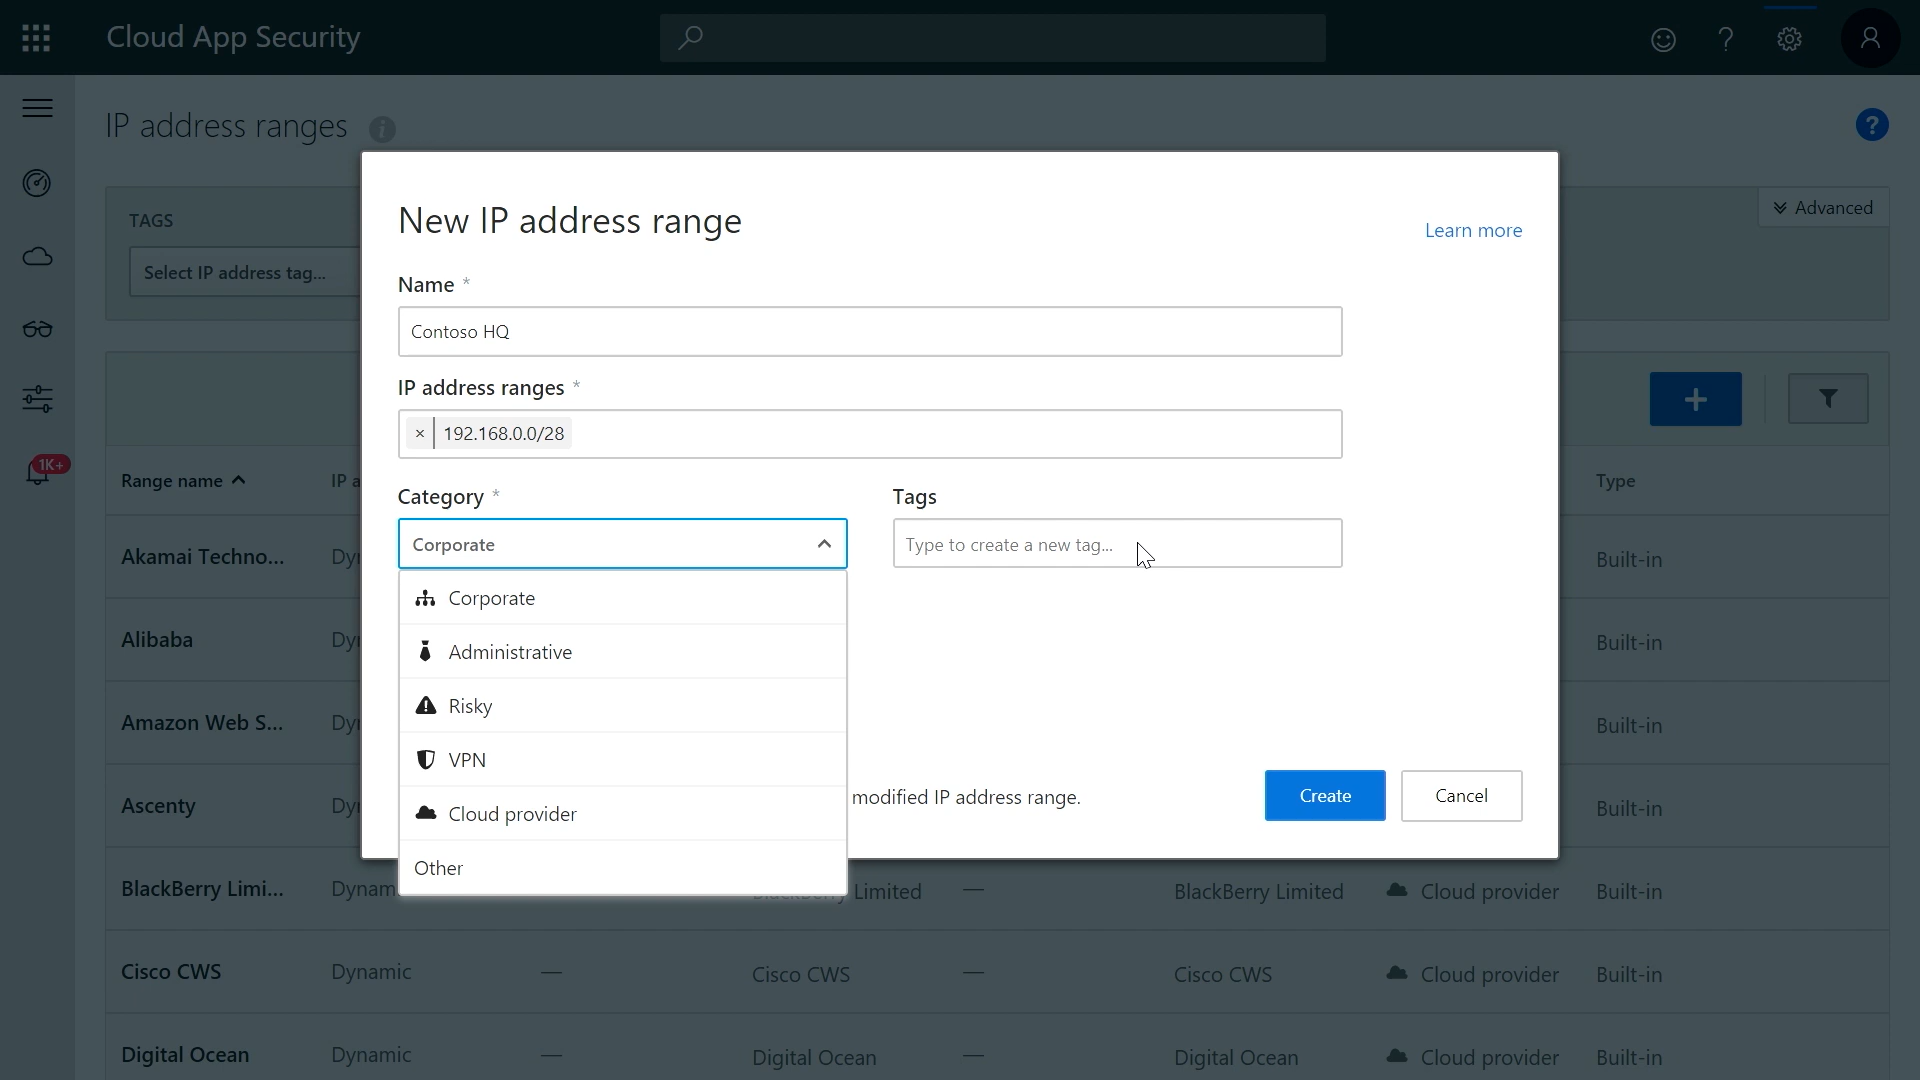 Cloud App Security
?
IP address ranges i
?
TAGS
Select IP address tag...
Advanced
New IP address range
Learn more
Name *
Contoso HQ
IP address ranges *
× 192.168.0.0/28
+
1K+
Range name
IP a
Type
Category *
Tags
Corporate
Type to create a new tag...
Corporate
Administrative
Risky
VPN
Cloud provider
Other
modified IP address range.
Create
Cancel
Akamai Techno... Dy Built-in
Alibaba Dy Built-in
Amazon Web S... Dy Built-in
Ascenty Dy Built-in
BlackBerry Limi... Dynam BlackBerry Limited — BlackBerry Limited Cloud provider Built-in
Cisco CWS Dynamic — Cisco CWS — Cisco CWS Cloud provider Built-in
Digital Ocean Dynamic — Digital Ocean — Digital Ocean Cloud provider Built-in